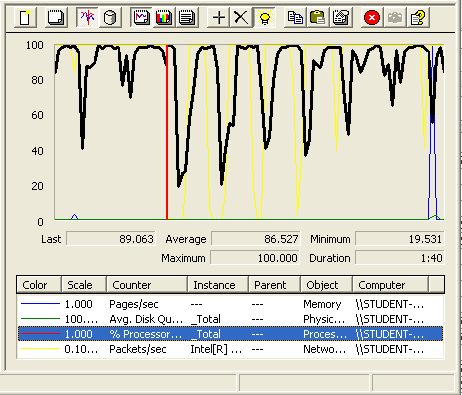 100
80
60
40
20
0
Last 89.063 Average 86.527 Minimum 19.531
Maximum 100.000 Duration 1:40
Color Scale Counter Instance Parent Object Computer
1.000 Pages/sec --- --- Memory \\STUDENT-...
100.... Avg. Disk Qu... _Total --- Physic... \\STUDENT-...
1.000 % Processor... _Total --- Proces... \\STUDENT-...
0.10... Packets/sec Intel[R] ... --- Netwo... \\STUDENT-...